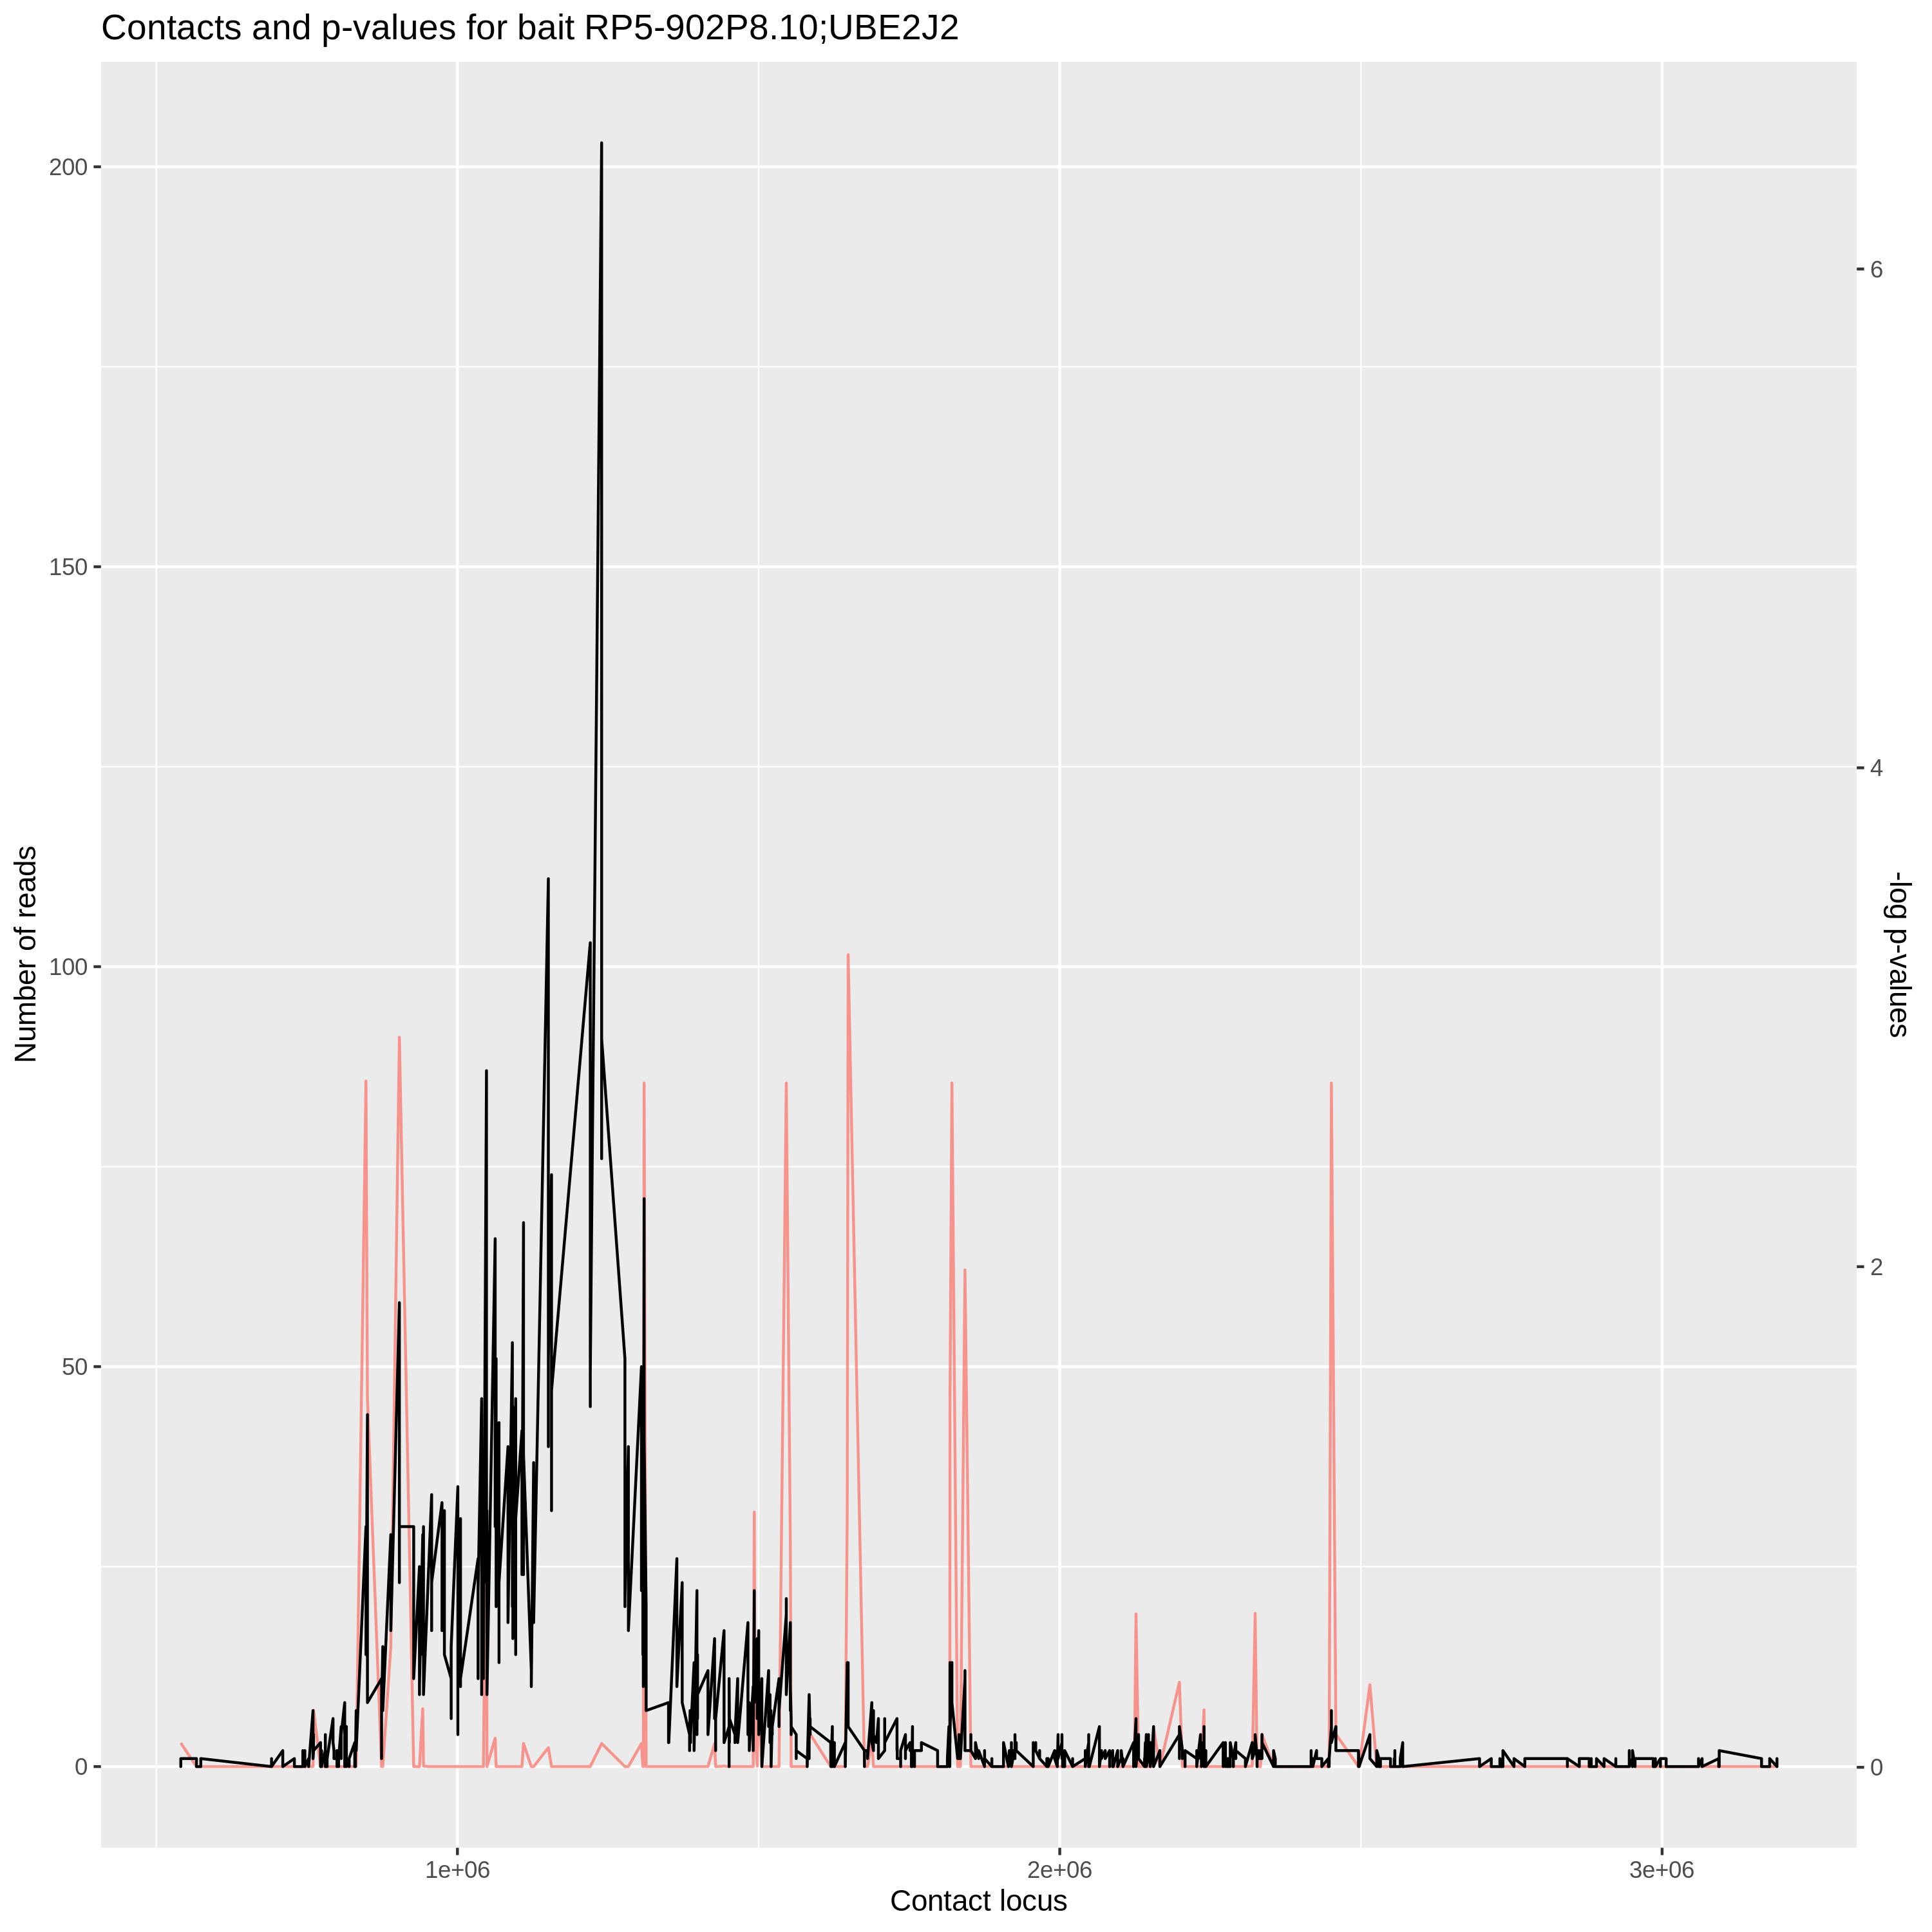 Contacts and p-values for bait RP5-902P8.10;UBE2J2
200
150
100
50
0
Number of reads
6
4
2
0
-log p-values
1e+06
2e+06
3e+06
Contact locus